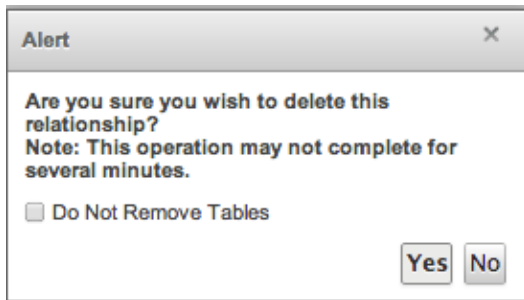 Alert
Are you sure you wish to delete this
relationship?
Note: This operation may not complete for
several minutes.
Do Not Remove Tables
Yes No